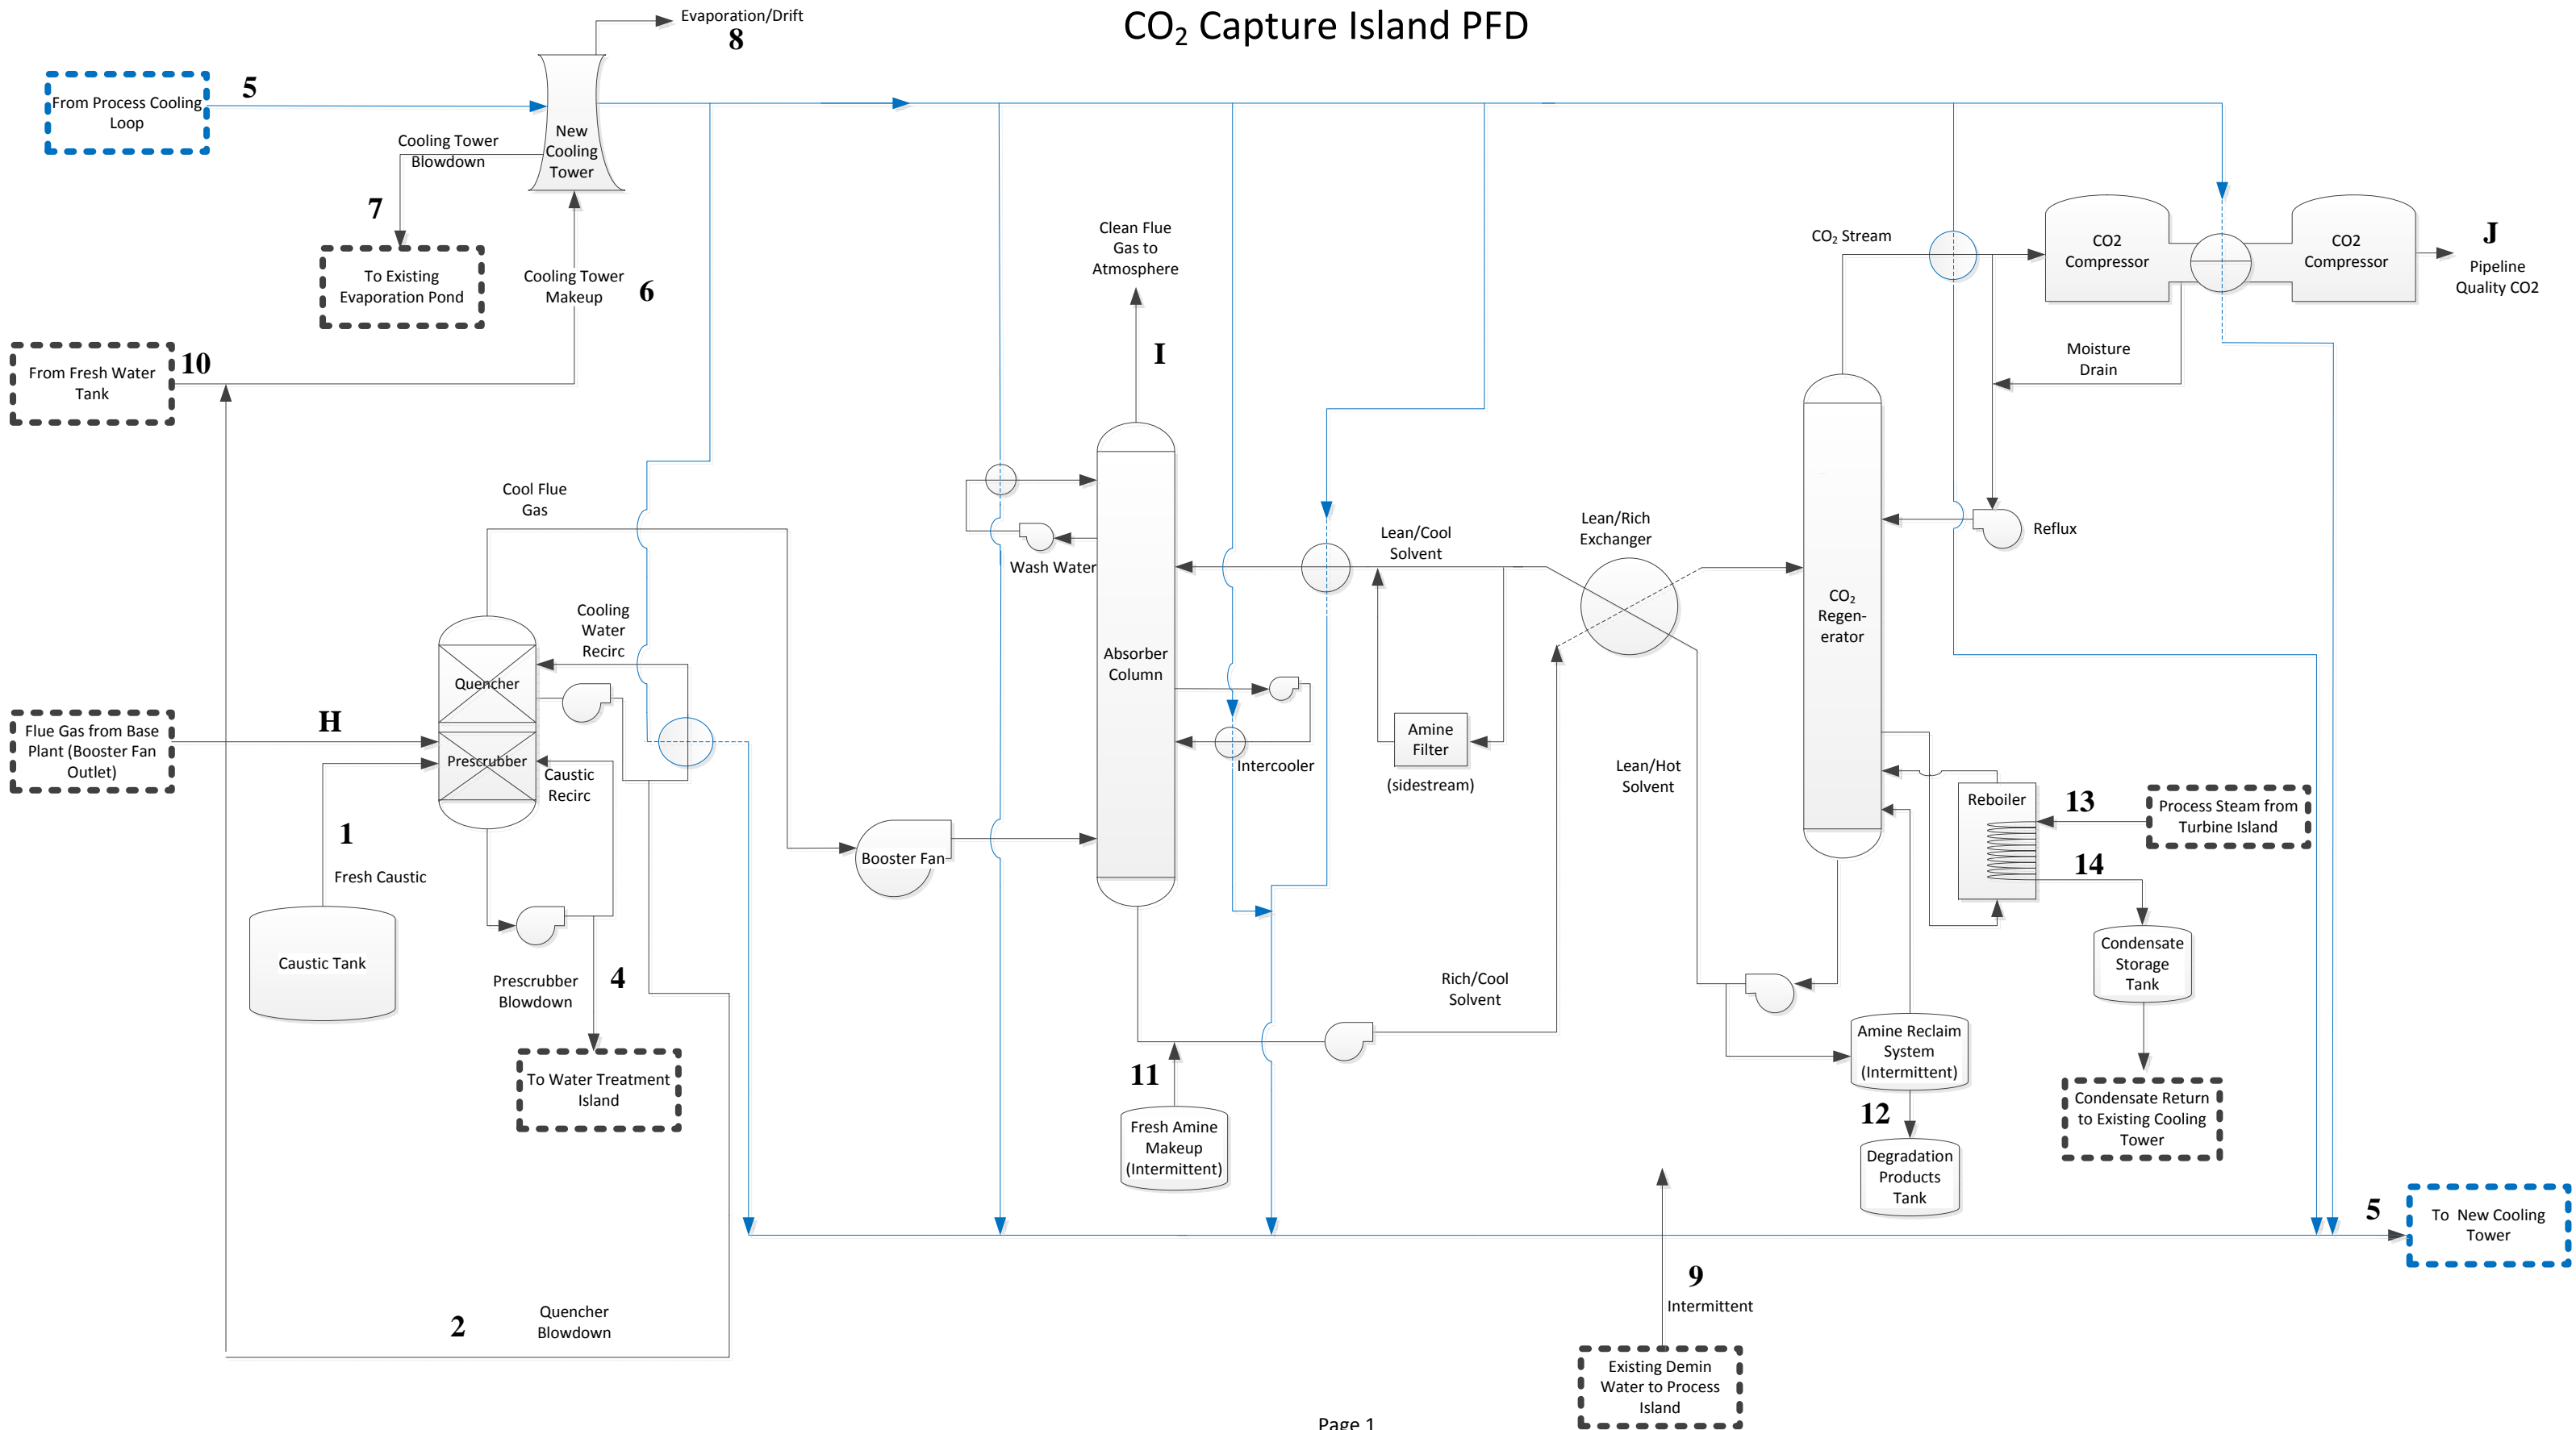 CO₂ Capture Island PFD
Evaporation/Drift
8
From Process Cooling
Loop
5
New
Cooling
Tower
Cooling Tower
Blowdown
7
To Existing
Evaporation Pond
Cooling Tower
Makeup
6
From Fresh Water
Tank
10
Clean Flue
Gas to
Atmosphere
I
CO₂ Stream
CO2
Compressor
CO2
Compressor
J
Pipeline
Quality CO2
Moisture
Drain
Cool Flue
Gas
Wash Water
Lean/Cool
Solvent
Lean/Rich
Exchanger
Reflux
CO₂
Regen-
erator
Cooling
Water
Recirc
Quencher
Absorber
Column
Flue Gas from Base
Plant (Booster Fan
Outlet)
H
Prescrubber
Caustic
Recirc
Intercooler
Amine
Filter
(sidestream)
Lean/Hot
Solvent
Reboiler
13
Process Steam from
Turbine Island
14
1
Fresh Caustic
Booster Fan
Caustic Tank
Prescrubber
Blowdown
4
To Water Treatment
Island
Rich/Cool
Solvent
Condensate
Storage
Tank
Amine Reclaim
System
(Intermittent)
11
Fresh Amine
Makeup
(Intermittent)
12
Degradation
Products
Tank
Condensate Return
to Existing Cooling
Tower
5
To New Cooling
Tower
9
Intermittent
Existing Demin
Water to Process
Island
2
Quencher
Blowdown
Page 1